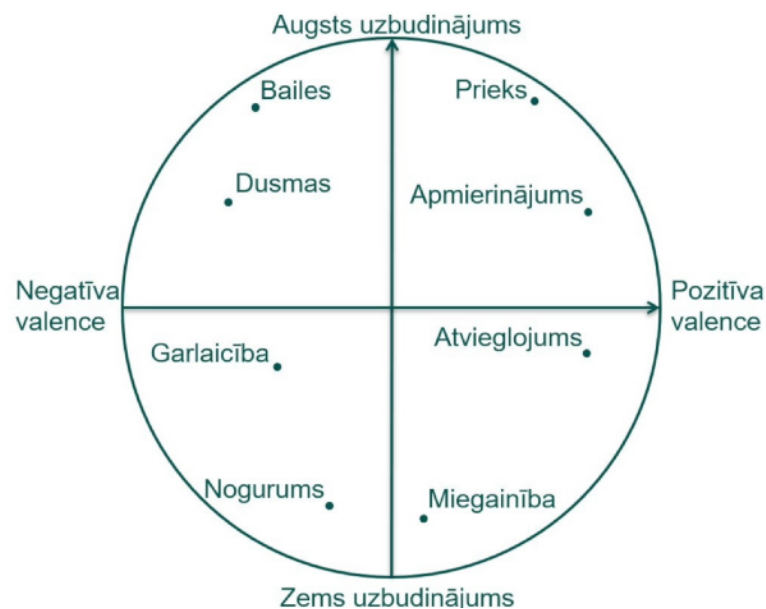 Augsts uzbudinājums
Bailes
Prieks
Dusmas
Apmierinājums
Negatīva
valence
Pozitīva
valence
Garlaicība
Atvieglojums
Nogurums
Miegainība
Zems uzbudinājums